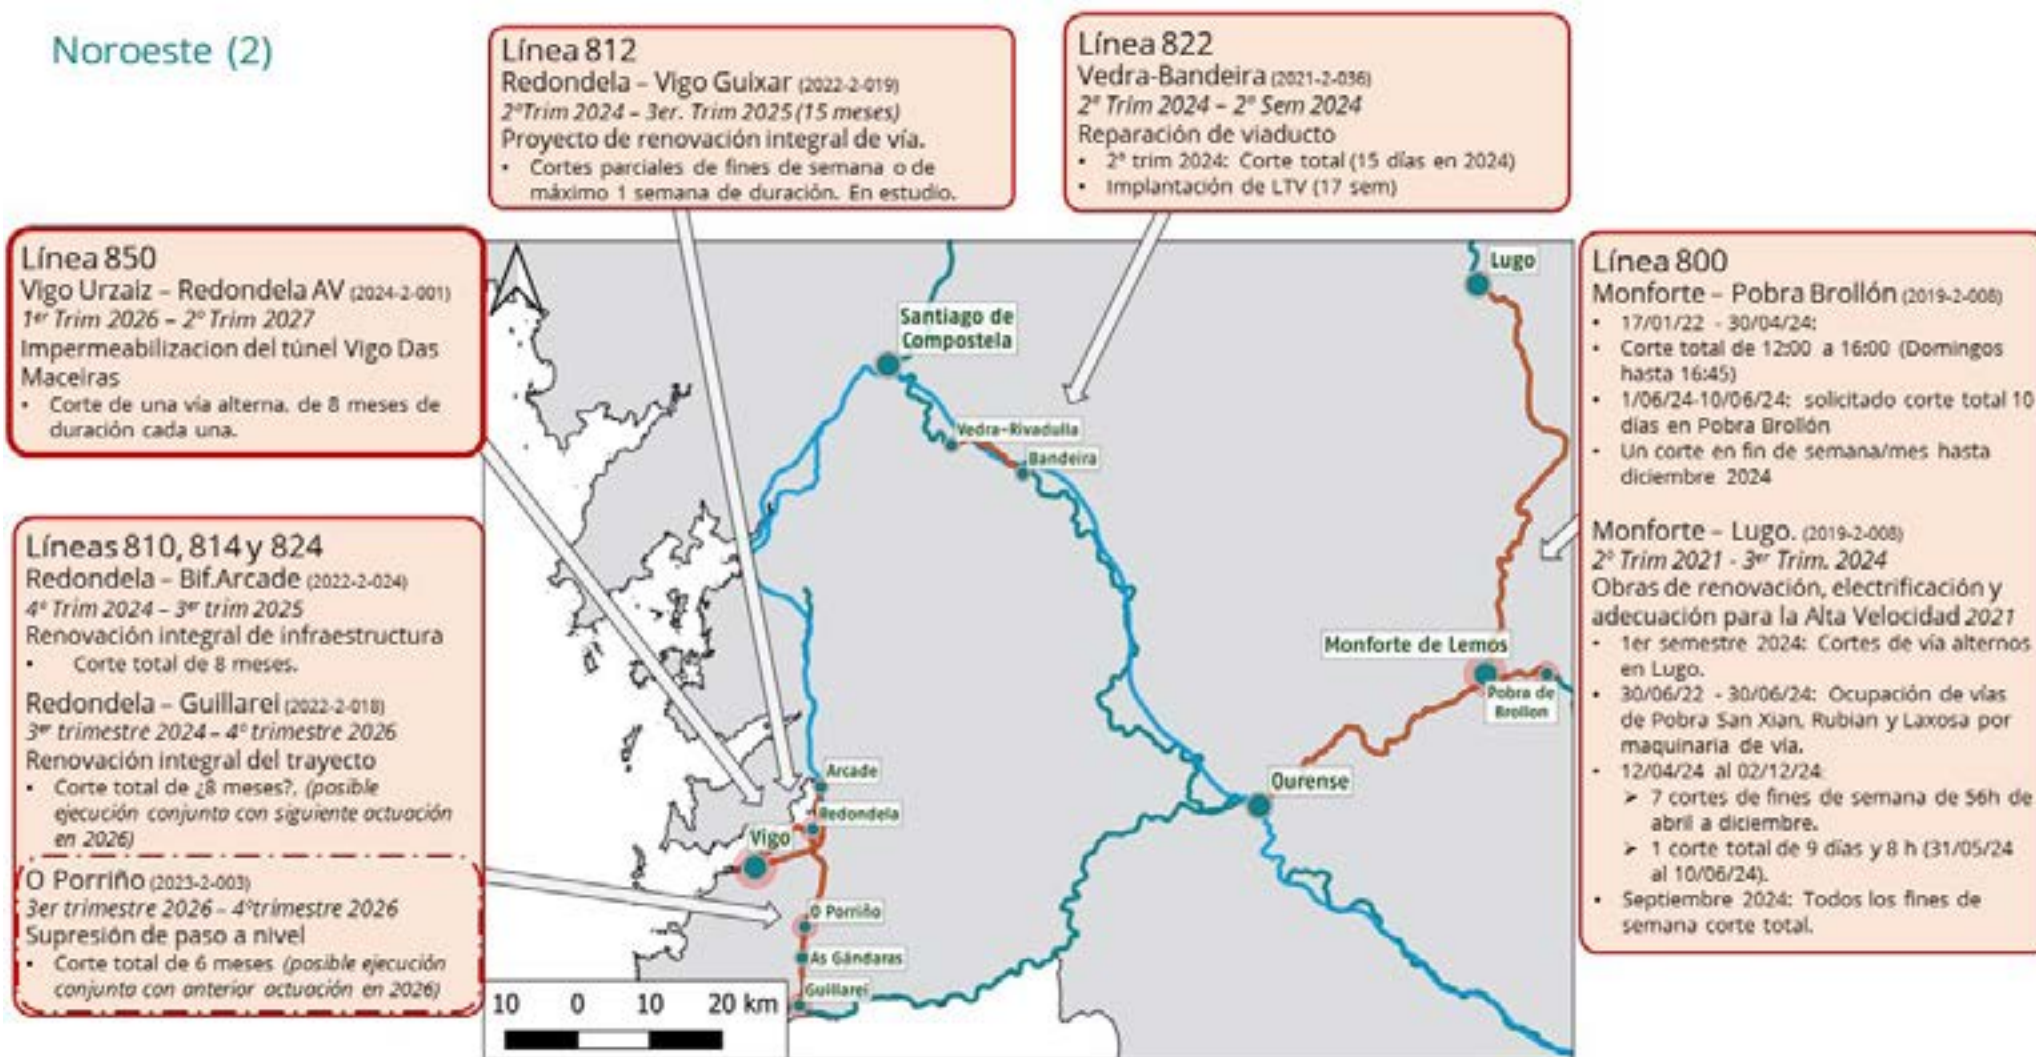 Noroeste (2)
Línea 812
Redondela – Vigo Guixar (2022-2-019)
2ºTrim 2024 – 3er. Trim 2025 (15 meses)
Proyecto de renovación integral de vía.
• Cortes parciales de fines de semana o de
máximo 1 semana de duración. En estudio.
Línea 822
Vedra-Bandeira (2021-2-036)
2º Trim 2024 – 2º Sem 2024
Reparación de viaducto
• 2º trim 2024: Corte total (15 días en 2024)
• Implantación de LTV (17 sem)
Línea 850
Vigo Urzaiz – Redondela AV (2024-2-001)
1er Trim 2026 – 2º Trim 2027
Impermeabilizacion del túnel Vigo Das
Maceiras
• Corte de una vía alterna. de 8 meses de
duración cada una.
Líneas 810, 814 y 824
Redondela – Bif.Arcade (2022-2-024)
4º Trim 2024 – 3er trim 2025
Renovación integral de infraestructura
• Corte total de 8 meses.
Redondela – Guillarei (2022-2-018)
3er trimestre 2024 – 4º trimestre 2026
Renovación integral del trayecto
• Corte total de ¿8 meses?, (posible
ejecución conjunta con siguiente actuación
en 2026)
O Porriño (2023-2-003)
3er trimestre 2026 – 4ºtrimestre 2026
Supresión de paso a nivel
• Corte total de 6 meses (posible ejecución
conjunta con anterior actuación en 2026)
Línea 800
Monforte – Pobra Brollón (2019-2-008)
• 17/01/22 - 30/04/24:
• Corte total de 12:00 a 16:00 (Domingos
hasta 16:45)
• 1/06/24-10/06/24: solicitado corte total 10
días en Pobra Brollón
• Un corte en fin de semana/mes hasta
diciembre 2024
Monforte – Lugo. (2019-2-008)
2º Trim 2021 - 3er Trim. 2024
Obras de renovación, electrificación y
adecuación para la Alta Velocidad 2021
• 1er semestre 2024: Cortes de vía alternos
en Lugo.
• 30/06/22 - 30/06/24: Ocupación de vías
de Pobra San Xian, Rubian y Laxosa por
maquinaria de vía.
• 12/04/24 al 02/12/24:
➢ 7 cortes de fines de semana de 56h de
abril a diciembre.
➢ 1 corte total de 9 días y 8 h (31/05/24
al 10/06/24).
• Septiembre 2024: Todos los fines de
semana corte total.
Lugo
Santiago de
Compostela
Vedra-Rivadulla
Bandeira
Monforte de Lemos
Pobra de
Brollon
Ourense
Arcade
Redondela
Vigo
O Porriño
As Gándaras
Guillarei
10 0 10 20 km